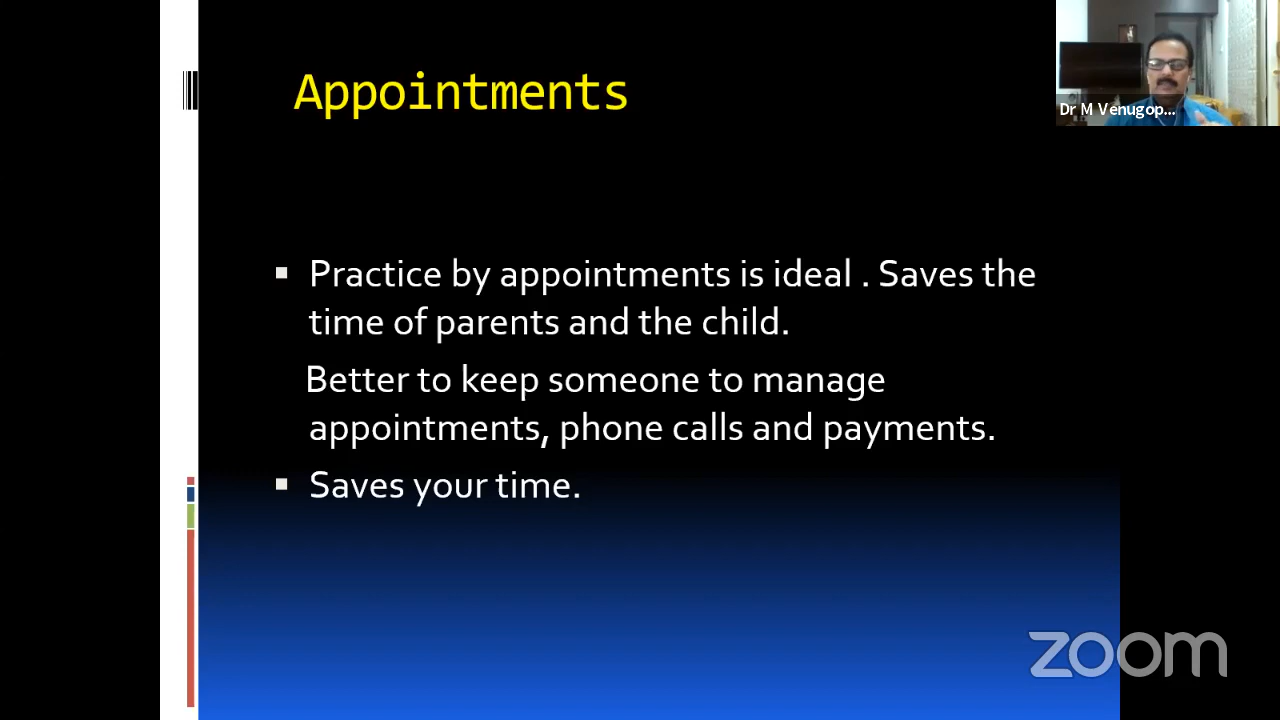 Appointments
Dr M Venugop...
Practice by appointments is ideal . Saves the
time of parents and the child.
Better to keep someone to manage
appointments, phone calls and payments.
Saves your time.
zoom